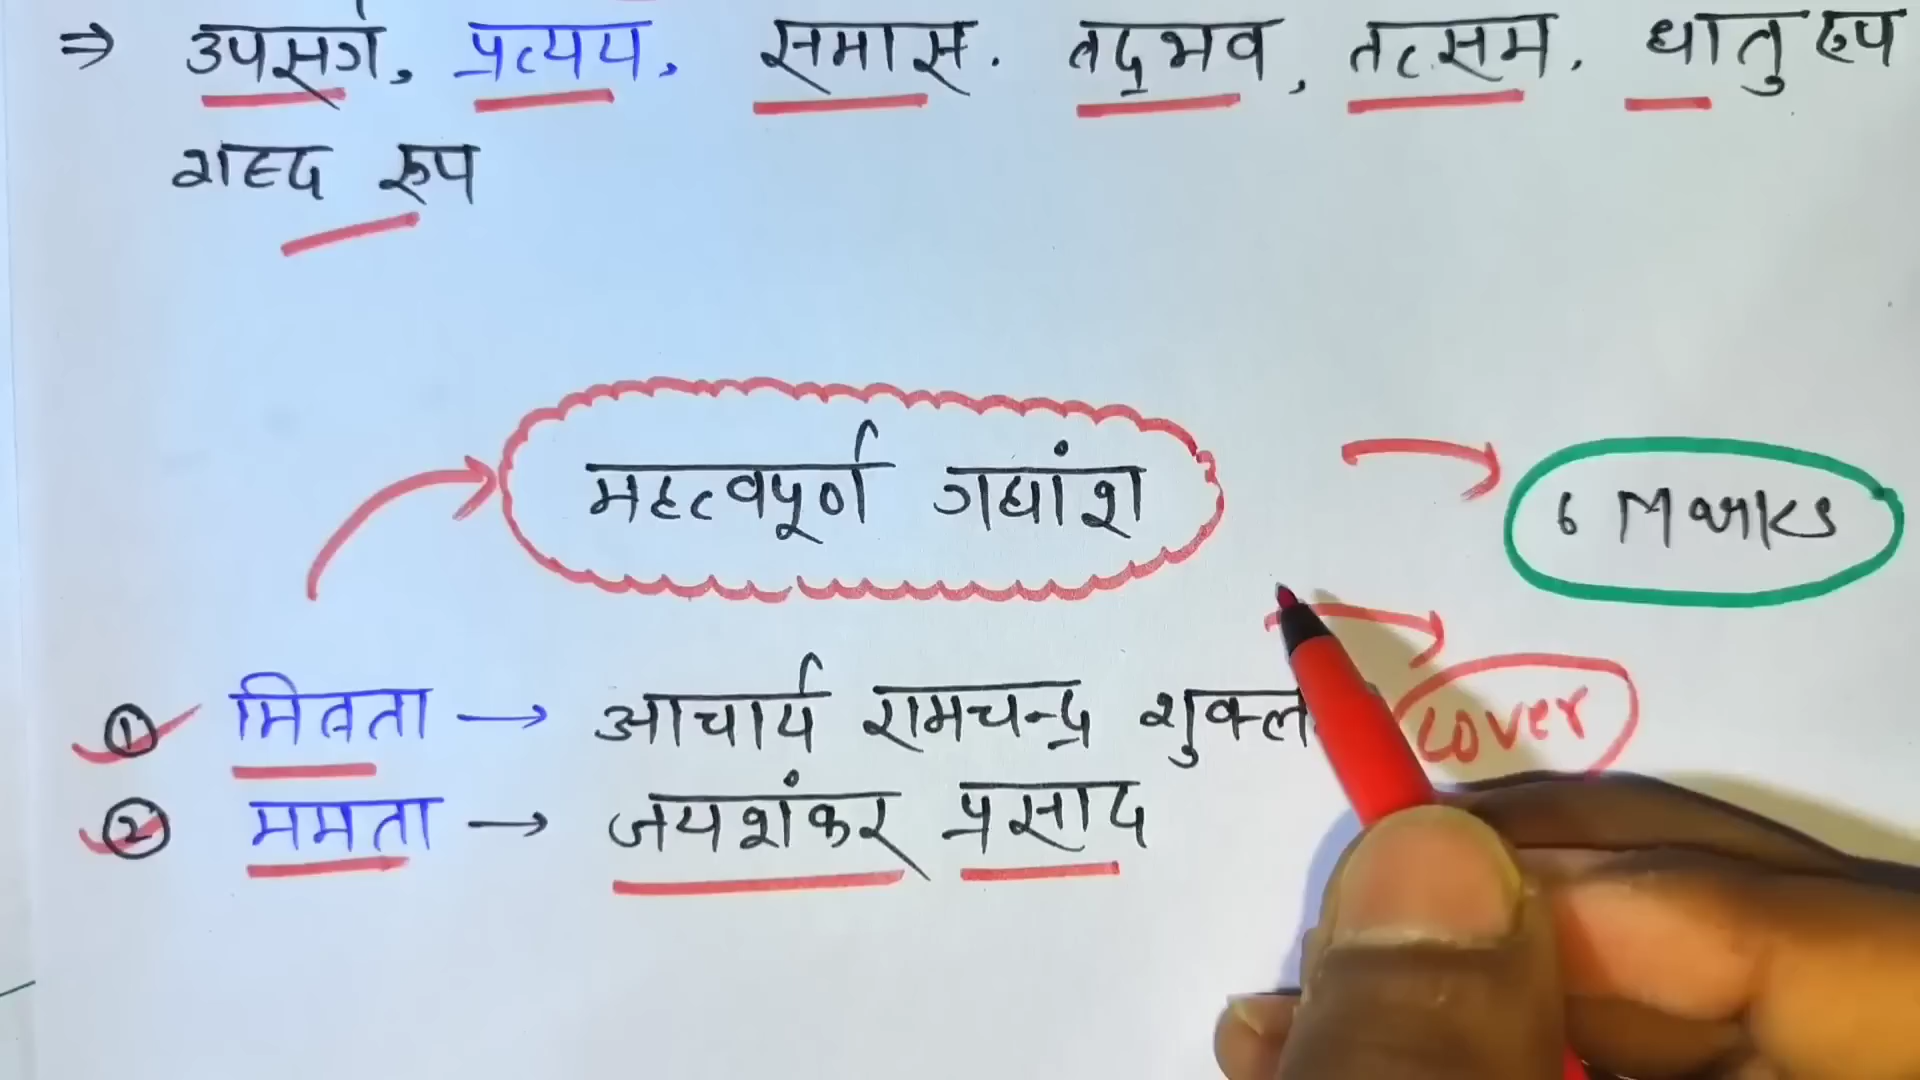 ⇒ उपसर्ग, प्रत्यय, समास. तद्भव, तत्सम, धातु रूप
शब्द रूप
महत्वपूर्ण गद्यांश
6 Marks
① मित्रता → आचार्य रामचन्द्र शुक्ल
cover
② ममता → जयशंकर प्रसाद